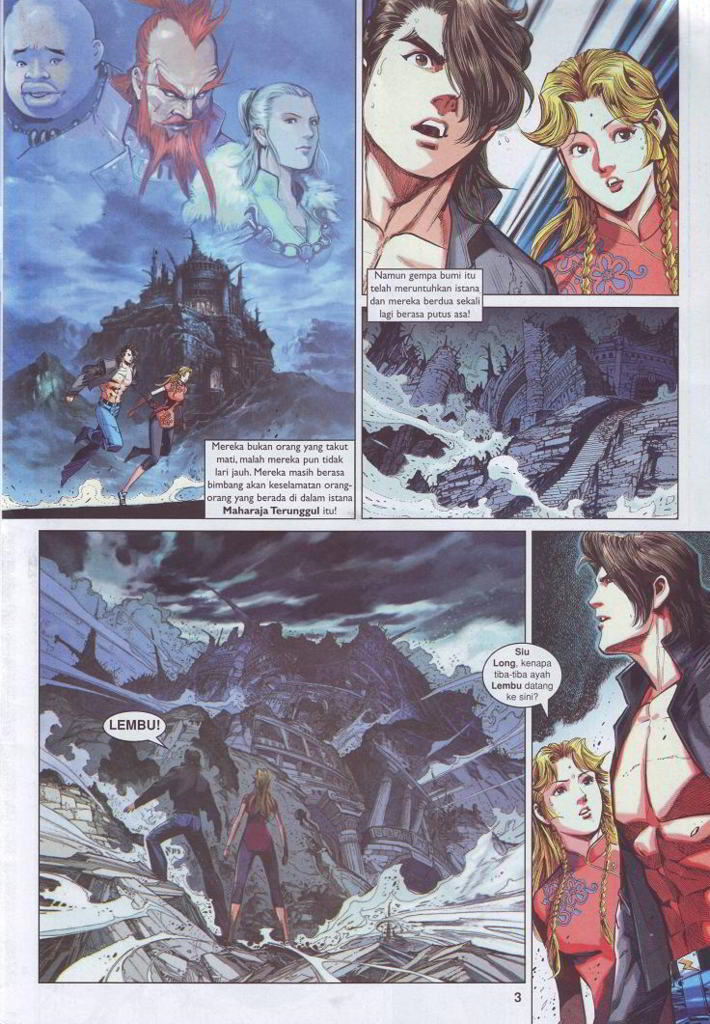 Mereka bukan orang yang takut
mati, malah mereka pun tidak
lari jauh. Mereka masih berasa
bimbang akan keselamatan orang-
orang yang berada di dalam istana
Maharaja Terunggul itu!
Namun gempa bumi itu
telah meruntuhkan istana
dan mereka berdua sekali
lagi berasa putus asa!
LEMBU!
Siu
Long, kenapa
tiba-tiba ayah
Lembu datang
ke sini?
3